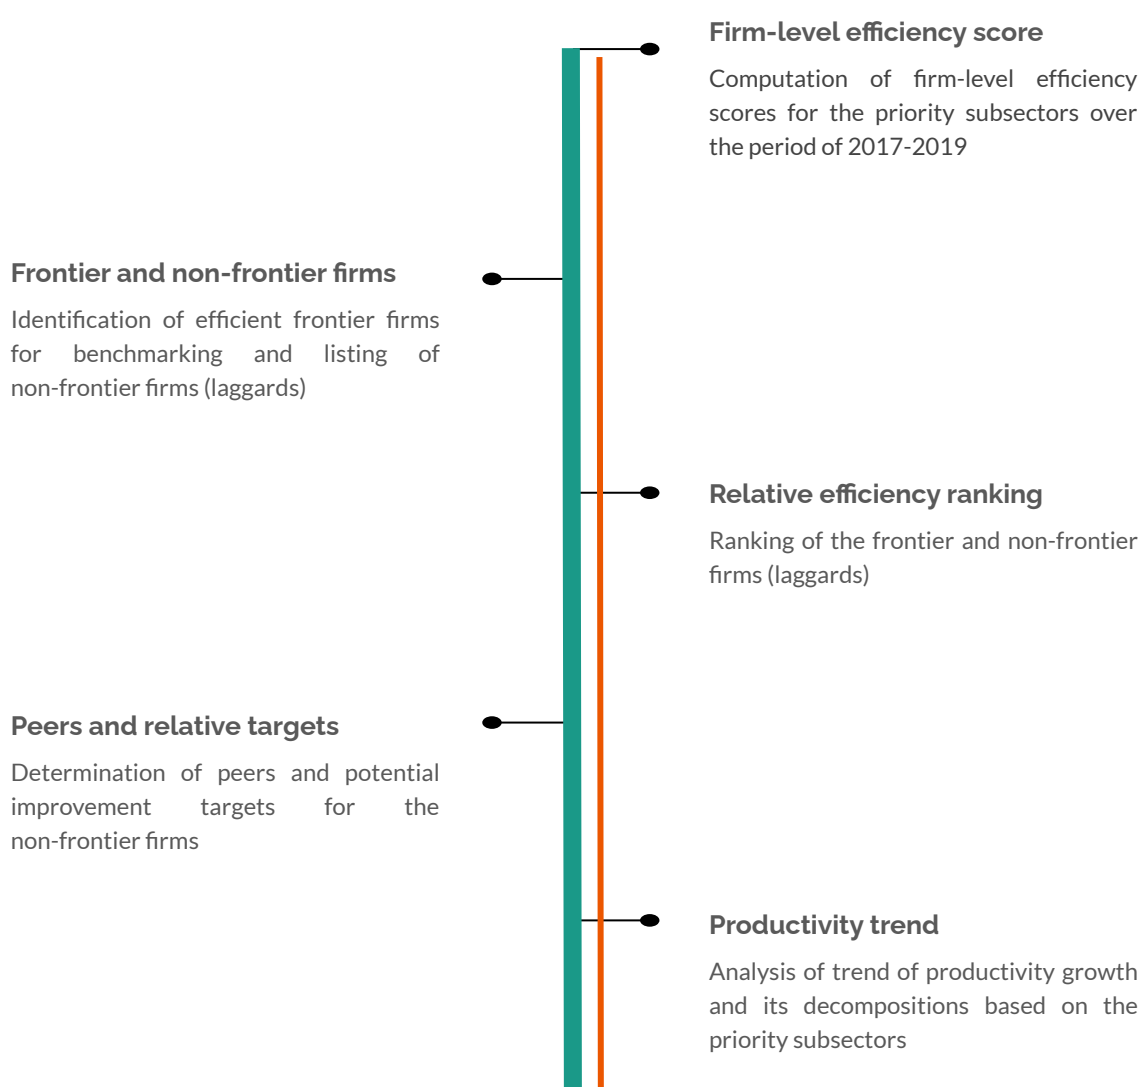 Firm-level efficiency score
Computation of firm-level efficiency
scores for the priority subsectors over
the period of 2017-2019
Frontier and non-frontier firms
Identification of efficient frontier firms
for benchmarking and listing of
non-frontier firms (laggards)
Relative efficiency ranking
Ranking of the frontier and non-frontier
firms (laggards)
Peers and relative targets
Determination of peers and potential
improvement targets for the
non-frontier firms
Productivity trend
Analysis of trend of productivity growth
and its decompositions based on the
priority subsectors